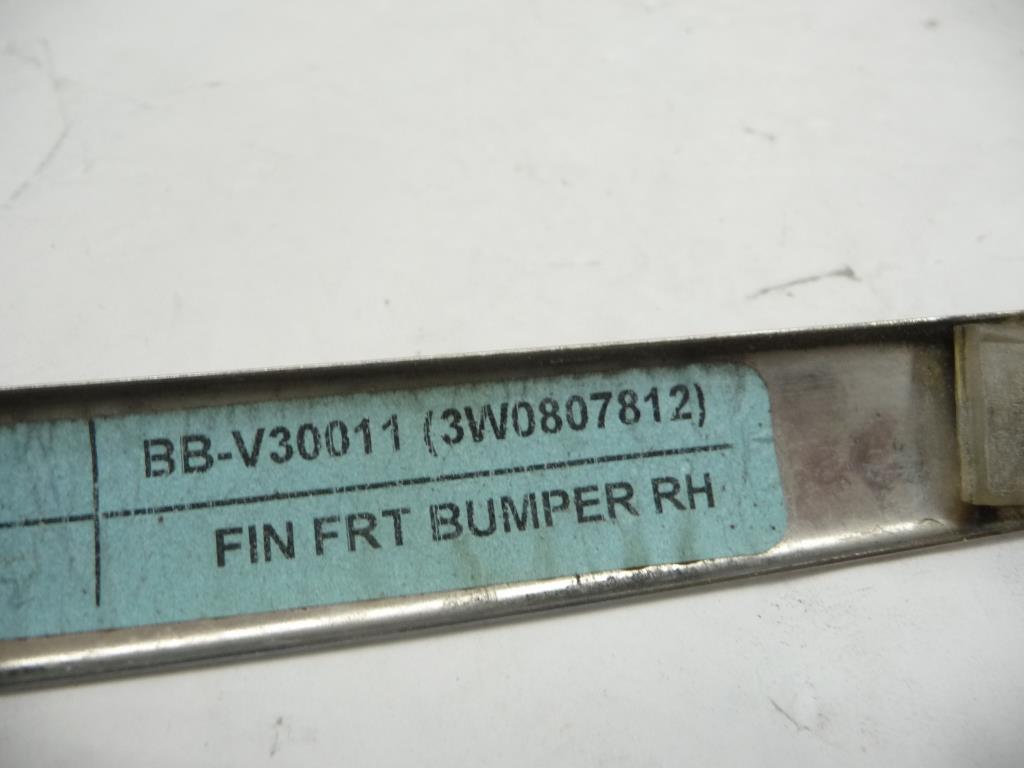 BB-V30011 (3W0807812)
FIN FRT BUMPER RH